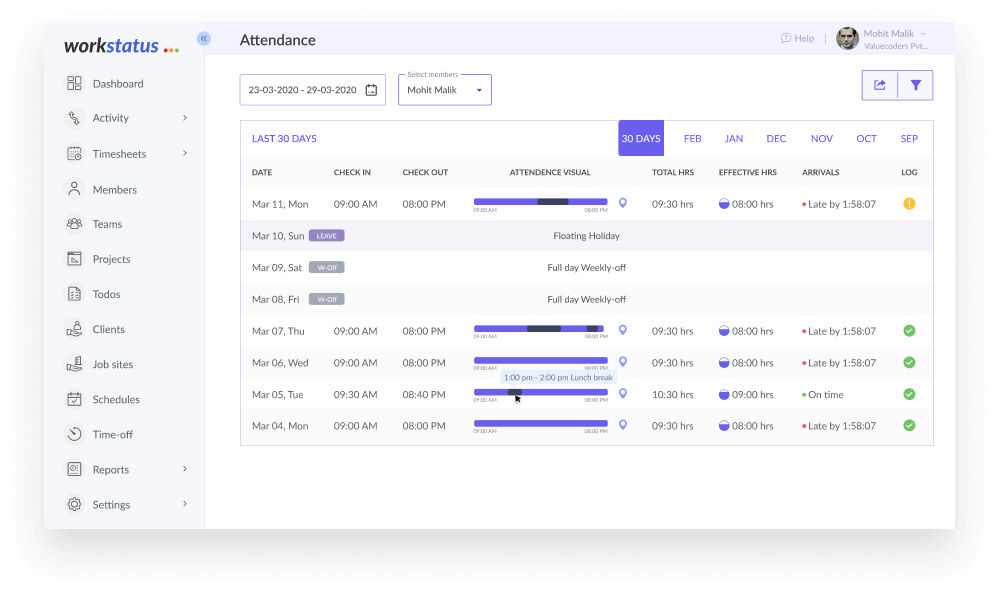 workstatus
«
Attendance
Help
Mohit Malik
Valuecoders Pvt...
Dashboard
Activity
Timesheets
Members
Teams
Projects
Todos
Clients
Job sites
Schedules
Time-off
Reports
Settings
23-03-2020 - 29-03-2020
Select members
Mohit Malik
LAST 30 DAYS
30 DAYS FEB JAN DEC NOV OCT SEP
DATE CHECK IN CHECK OUT ATTENDENCE VISUAL TOTAL HRS EFFECTIVE HRS ARRIVALS LOG
Mar 11, Mon 09:00 AM 08:00 PM 09:30 hrs 08:00 hrs Late by 1:58:07
09:00 AM 08:00 PM
Mar 10, Sun LEAVE Floating Holiday
Mar 09, Sat W-Off Full day Weekly-off
Mar 08, Fri W-Off Full day Weekly-off
Mar 07, Thu 09:00 AM 08:00 PM 09:30 hrs 08:00 hrs Late by 1:58:07
09:00 AM 08:00 PM
Mar 06, Wed 09:00 AM 08:00 PM 09:30 hrs 08:00 hrs Late by 1:58:07
09:00 AM 08:00 PM
1:00 pm - 2:00 pm Lunch break
Mar 05, Tue 09:30 AM 08:40 PM 10:30 hrs 09:00 hrs On time
09:00 AM 08:00 PM
Mar 04, Mon 09:00 AM 08:00 PM 09:30 hrs 08:00 hrs Late by 1:58:07
09:00 AM 08:00 PM